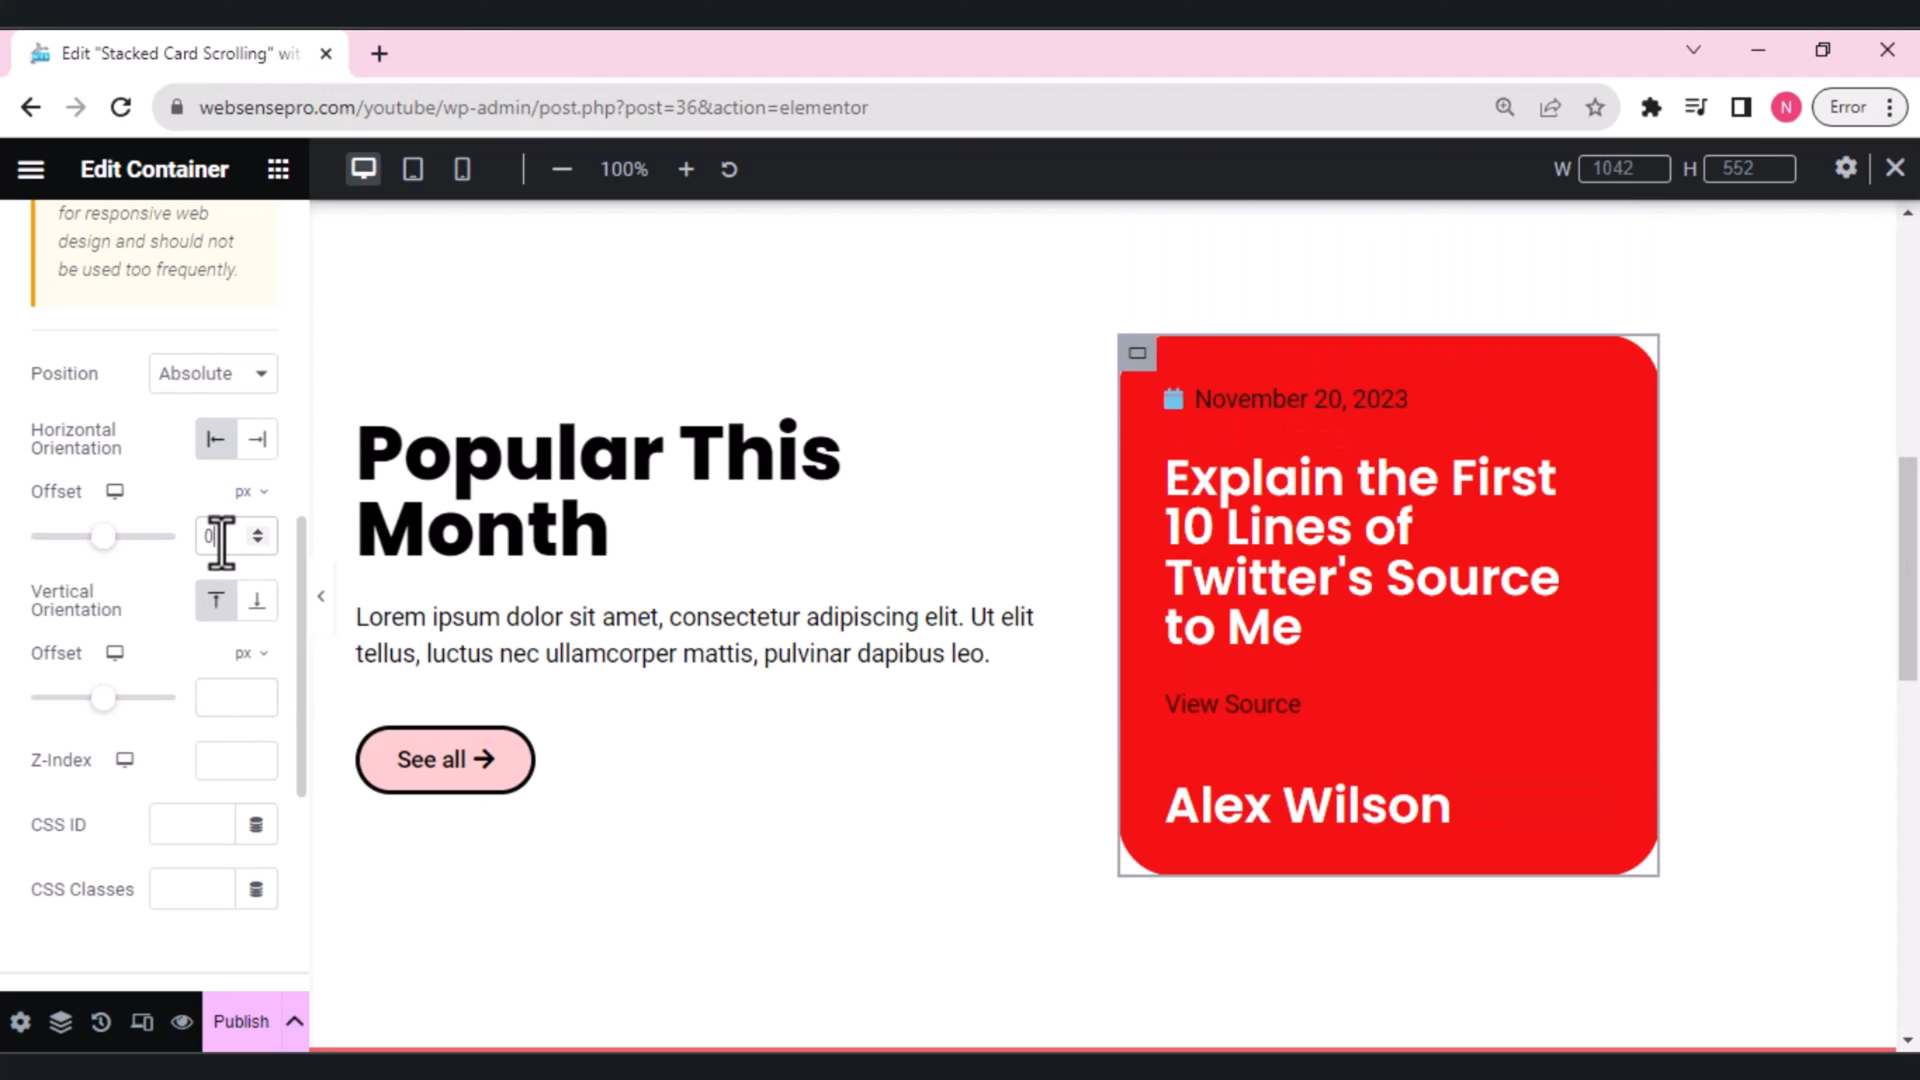 Edit "Stacked Card Scrolling" wit
websensepro.com/youtube/wp-admin/post.php?post=36&action=elementor
N
Error
Edit Container
100%
W 1042 H 552
for responsive web
design and should not
be used too frequently.
Position Absolute
Horizontal
Orientation
Offset px
0
Vertical
Orientation
Offset px
Z-Index
CSS ID
CSS Classes
Publish
Popular This
Month
Lorem ipsum dolor sit amet, consectetur adipiscing elit. Ut elit
tellus, luctus nec ullamcorper mattis, pulvinar dapibus leo.
See all
November 20, 2023
Explain the First
10 Lines of
Twitter's Source
to Me
View Source
Alex Wilson